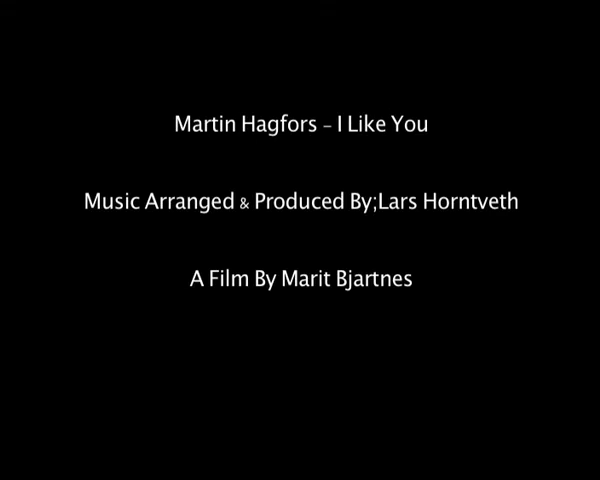 Martin Hagfors - I Like You
Music Arranged & Produced By;Lars Horntveth
A Film By Marit Bjartnes